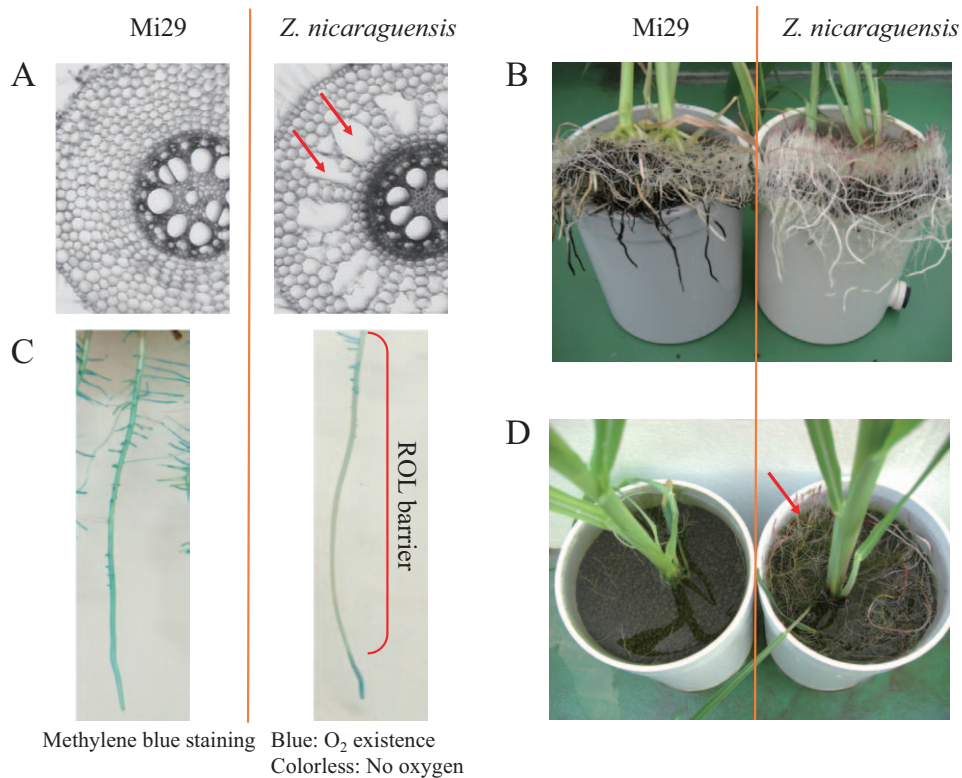 Mi29
Z. nicaraguensis
Mi29
Z. nicaraguensis
A
B
C
ROL barrier
D
Methylene blue staining
Blue: O₂ existence
Colorless: No oxygen